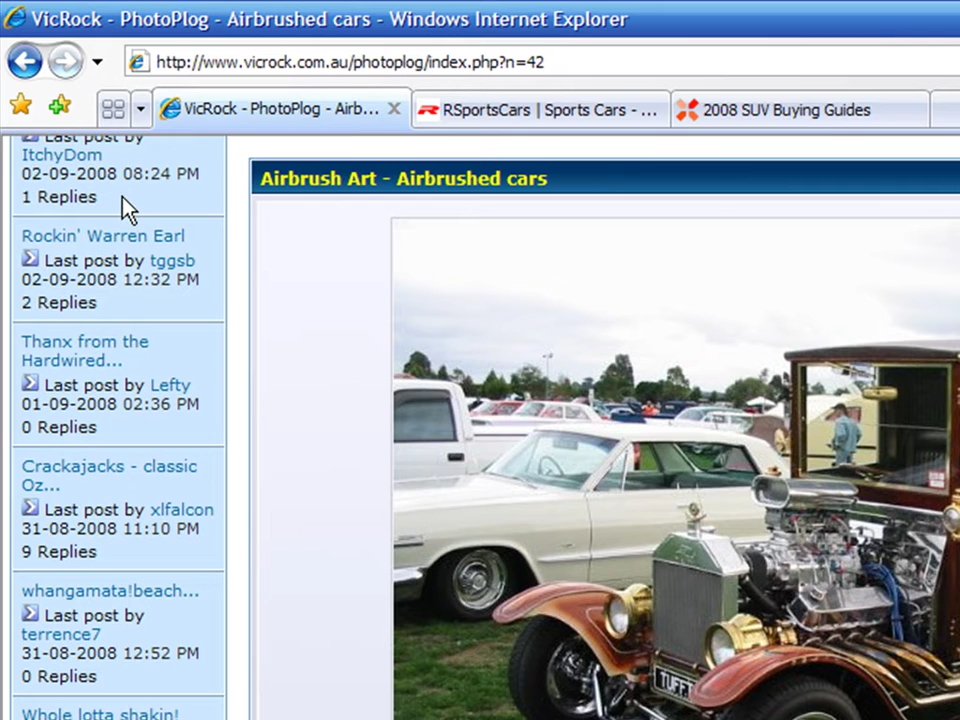 VicRock - PhotoPlog - Airbrushed cars - Windows Internet Explorer
http://www.vicrock.com.au/photoplog/index.php?n=42
VicRock - PhotoPlog - Airb...
RSportsCars | Sports Cars - ...
2008 SUV Buying Guides
Last post by
ItchyDom
02-09-2008 08:24 PM
1 Replies
Rockin' Warren Earl
Last post by tggsb
02-09-2008 12:32 PM
2 Replies
Thanx from the
Hardwired...
Last post by Lefty
01-09-2008 02:36 PM
0 Replies
Crackajacks - classic
Oz...
Last post by xlfalcon
31-08-2008 11:10 PM
9 Replies
whangamata!beach...
Last post by
terrence7
31-08-2008 12:52 PM
0 Replies
Whole lotta shakin!
Airbrush Art - Airbrushed cars